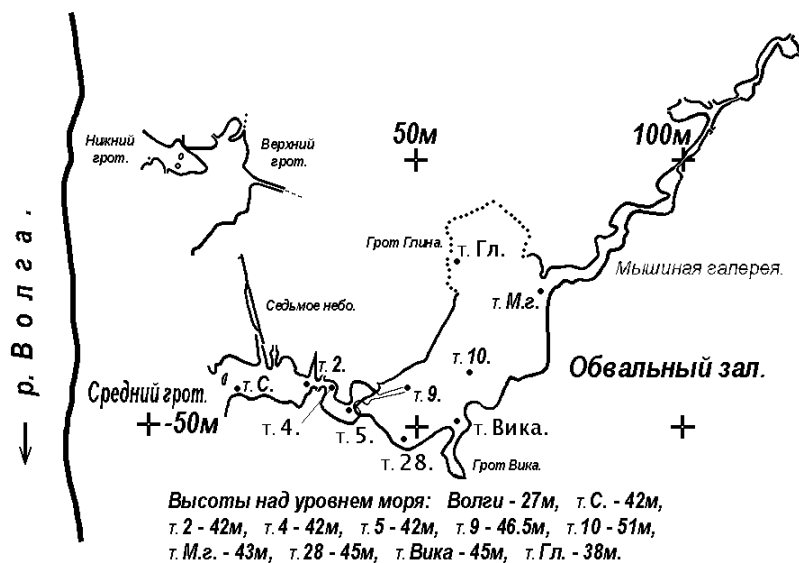 50м
100м
Нижний
грот.
Верхний
грот.
р. Волга.
Грот Глина.
т. Гл.
Мышиная галерея.
т. М.г.
Седьмое небо.
т. 2.
т. 10.
Обвальный зал.
Средний грот.
т. С.
т. 9.
-50м
т. 4.
т. 5.
т. Вика.
т. 28.
Грот Вика.
Высоты над уровнем моря: Волги - 27м, т. С. - 42м,
т. 2 - 42м, т. 4 - 42м, т. 5 - 42м, т. 9 - 46.5м, т. 10 - 51м,
т. М.г. - 43м, т. 28 - 45м, т. Вика - 45м, т. Гл. - 38м.